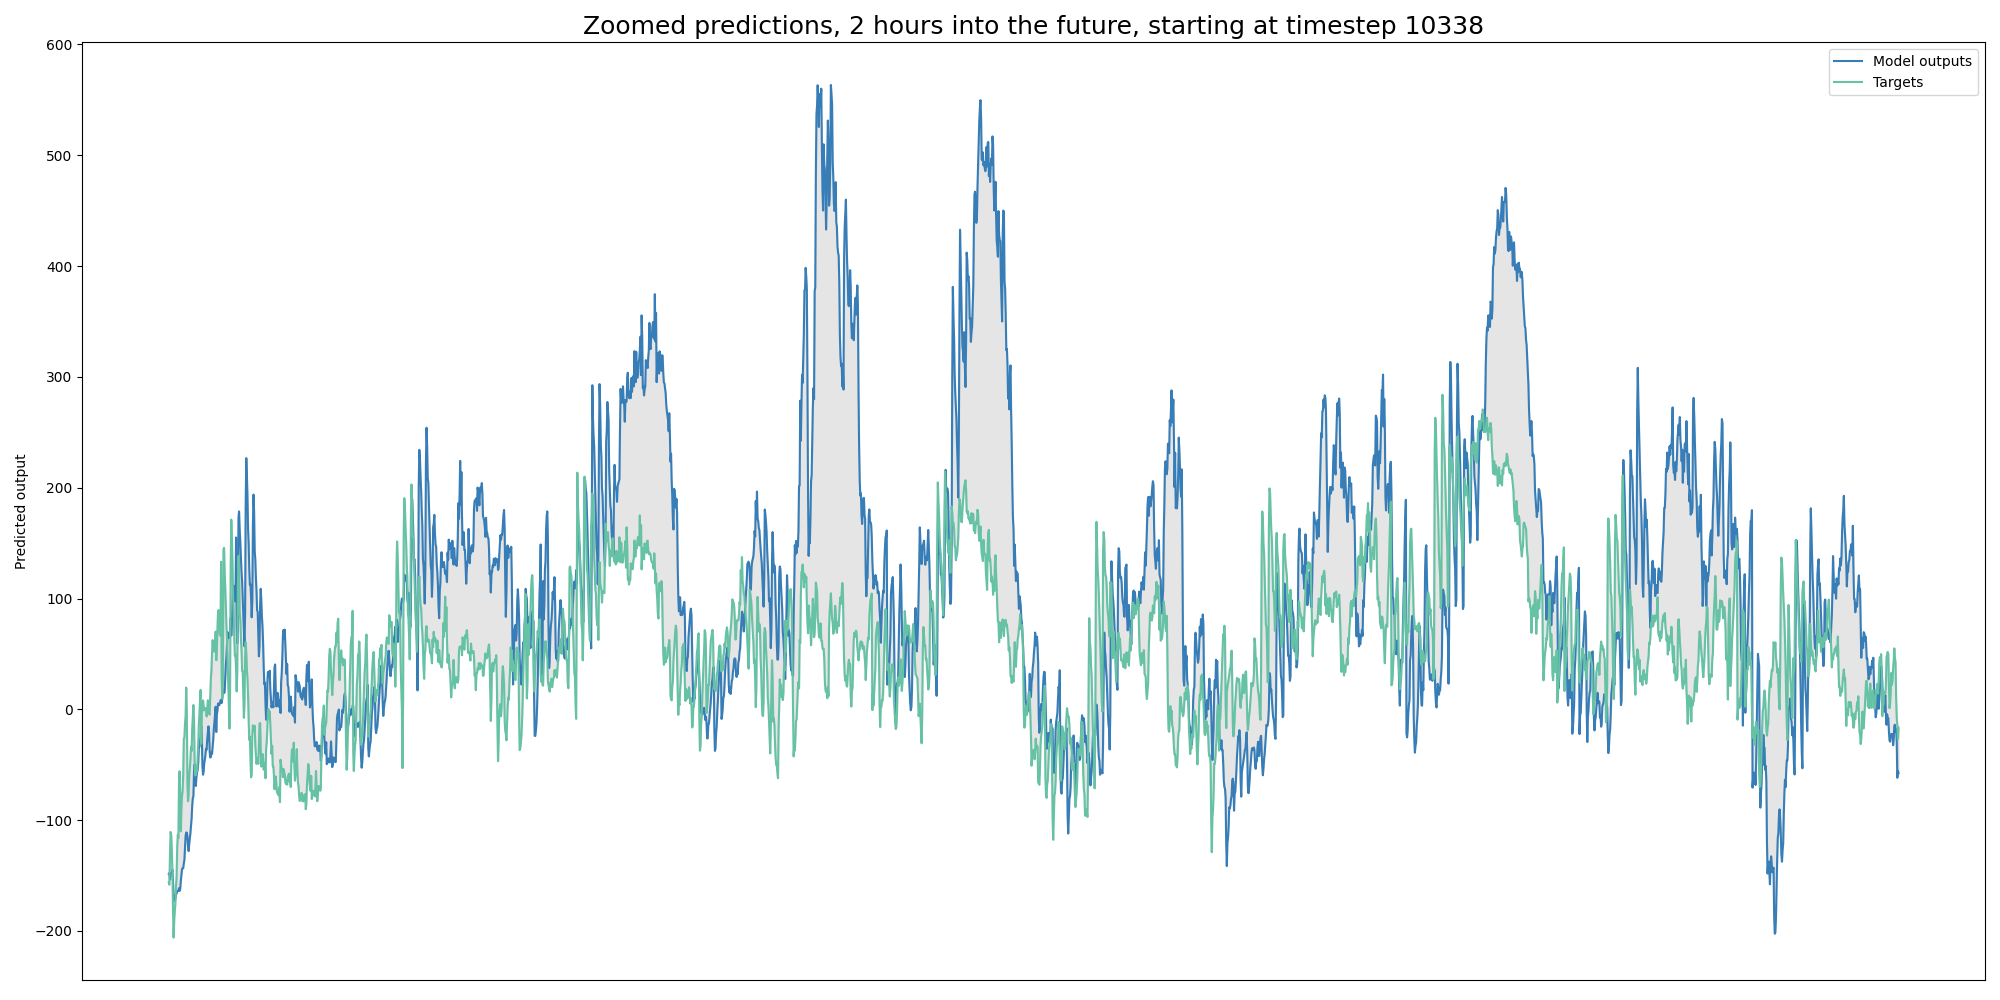 Zoomed predictions, 2 hours into the future, starting at timestep 10338
Model outputs
Targets
Predicted output
600
500
400
300
200
100
0
−100
−200